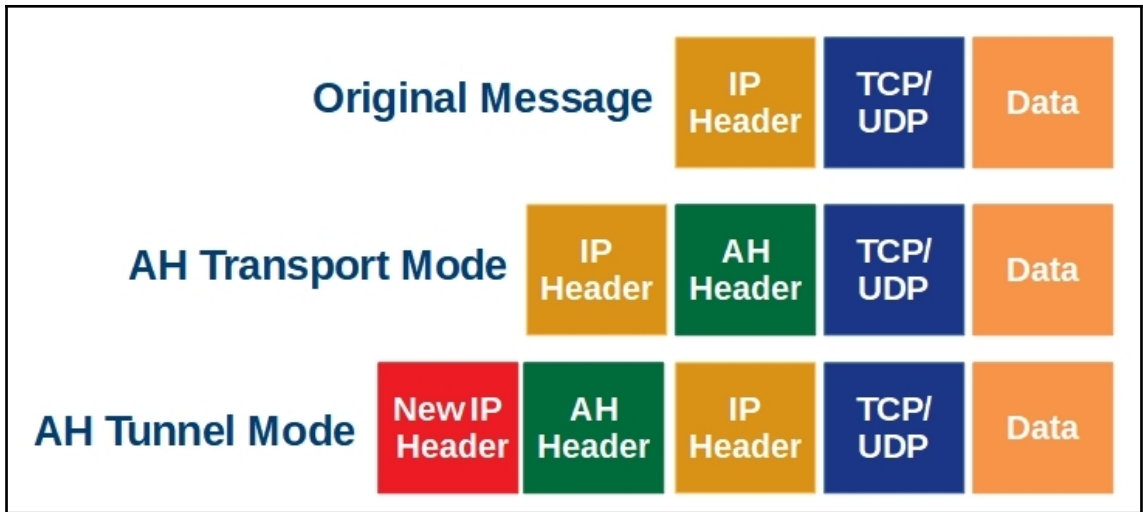 Original Message
IP
Header
TCP/
UDP
Data
AH Transport Mode
IP
Header
AH
Header
TCP/
UDP
Data
AH Tunnel Mode
New IP
Header
AH
Header
IP
Header
TCP/
UDP
Data